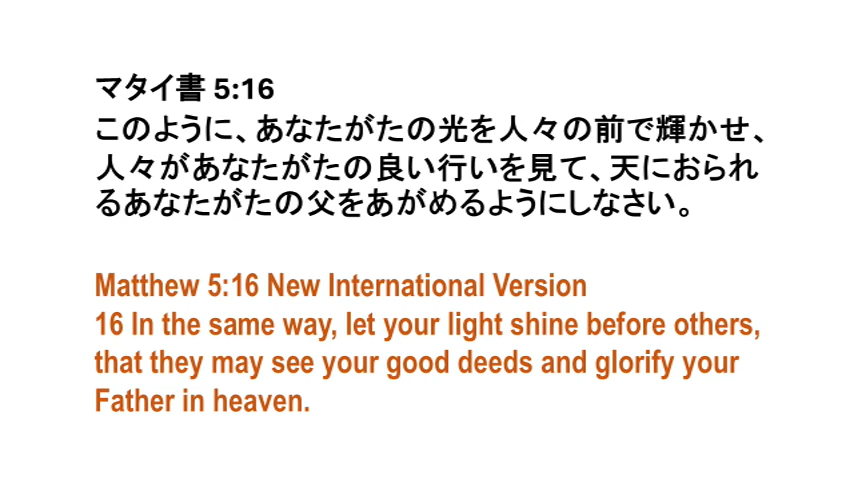 マタイ書 5:16
このように、あなたがたの光を人々の前で輝かせ、
人々があなたがたの良い行いを見て、天におられ
るあなたがたの父をあがめるようにしなさい。
Matthew 5:16 New International Version
16 In the same way, let your light shine before others,
that they may see your good deeds and glorify your
Father in heaven.